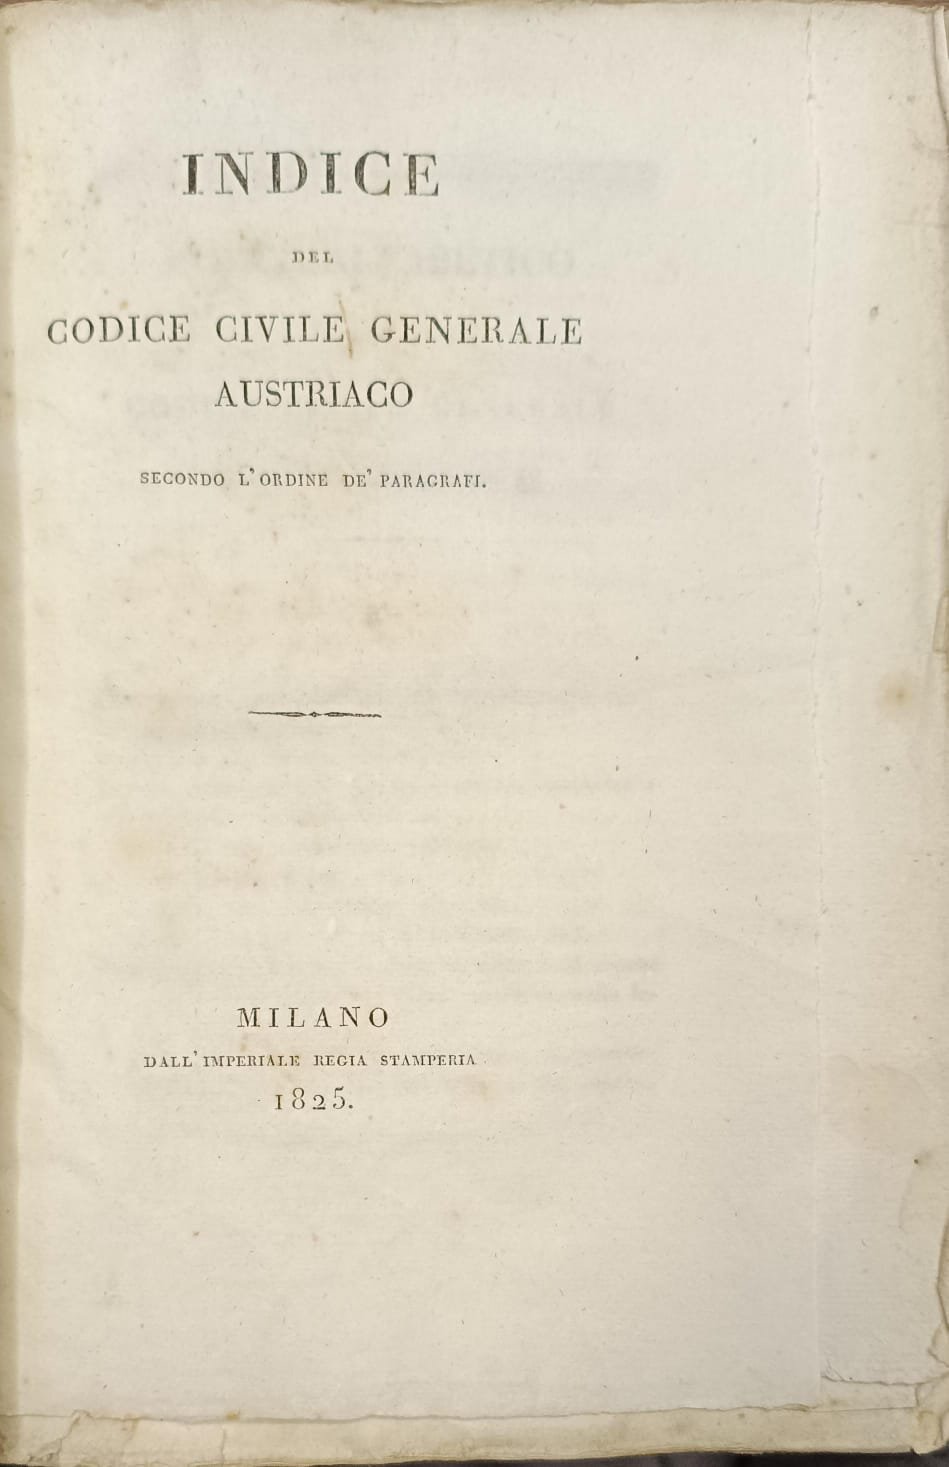 INDICE
DEL
CODICE CIVILE GENERALE
AUSTRIACO
SECONDO L'ORDINE DE' PARAGRAFI.
MILANO
DALL'IMPERIALE REGIA STAMPERIA
1825.